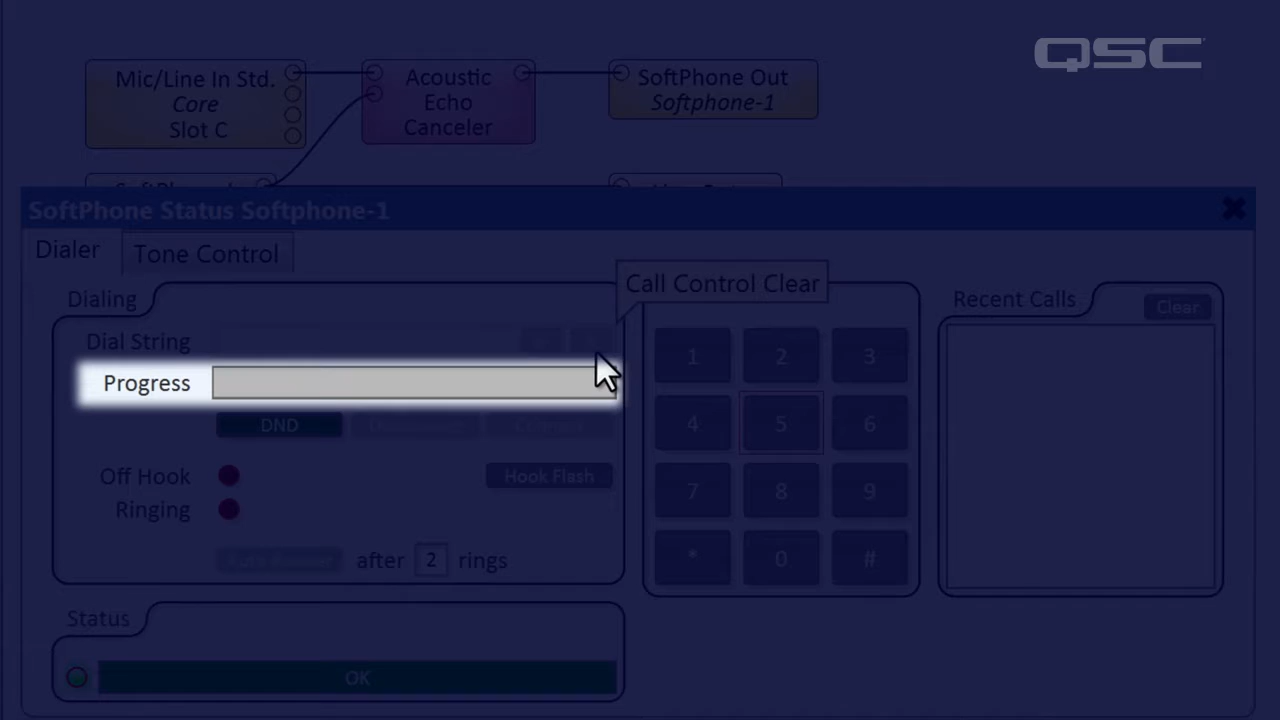 QSC
Mic/Line In Std.
Core
Slot C
Acoustic
Echo
Canceler
SoftPhone Out
Softphone-1
SoftPhone Status Softphone-1
Dialer
Tone Control
Call Control Clear
Dialing
Dial String
Progress
DND
Off Hook
Hook Flash
Ringing
after 2 rings
1 2 3
4 5 6
7 8 9
* 0 #
Recent Calls
Clear
Status
OK